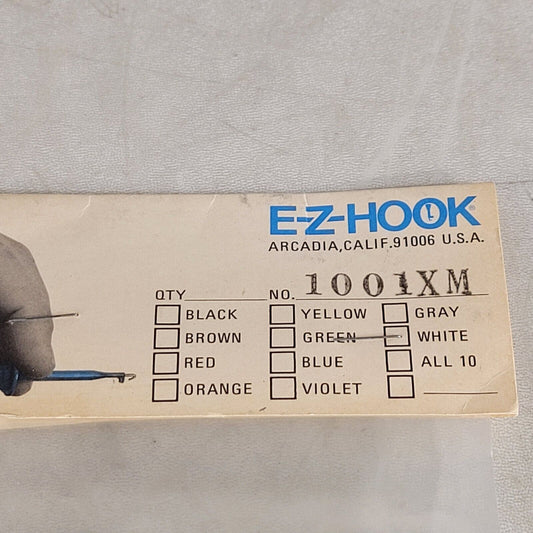 E-Z-HOOK®
ARCADIA, CALIF. 91006 U.S.A.
QTY NO. 1001XM
BLACK YELLOW GRAY
BROWN GREEN WHITE
RED BLUE ALL 10
ORANGE VIOLET